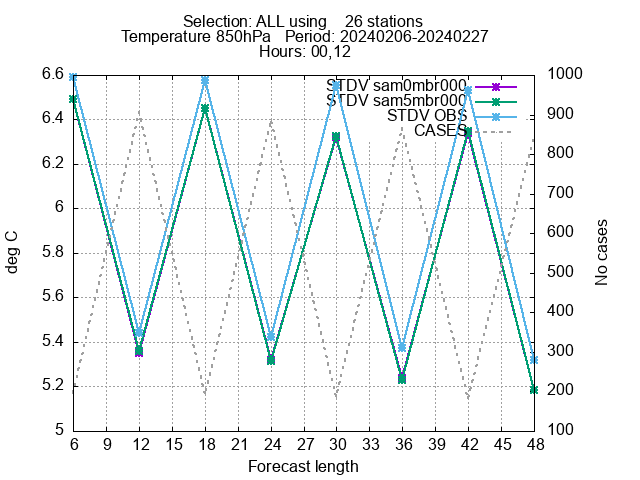 Selection: ALL using 26 stations
Temperature 850hPa Period: 20240206-20240227
Hours: 00,12
STDV sam0mbr000
STDV sam5mbr000
STDV OBS
CASES
6.6
6.4
6.2
6
5.8
5.6
5.4
5.2
5
deg C
1000
900
800
700
600
500
400
300
200
100
No cases
6 9 12 15 18 21 24 27 30 33 36 39 42 45 48
Forecast length